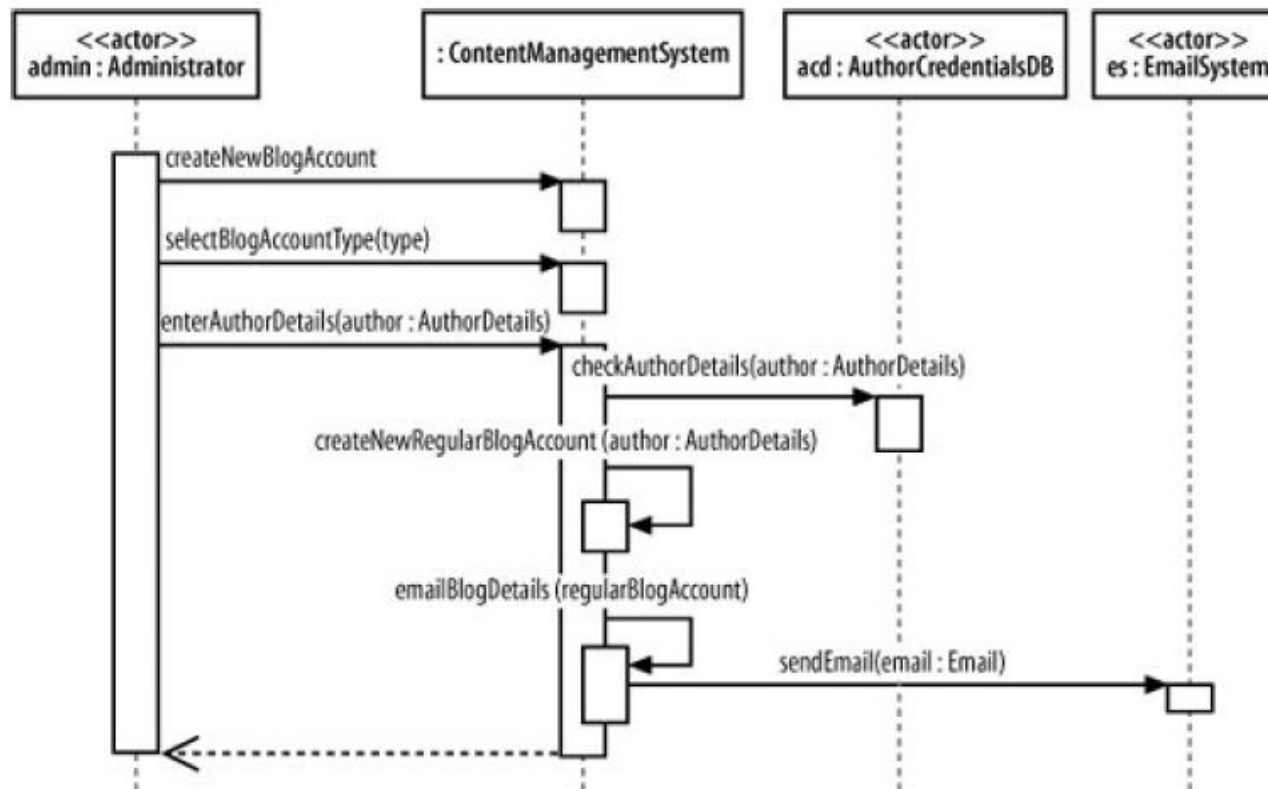 <<actor>>
admin : Administrator
: ContentManagementSystem
<<actor>>
acd : AuthorCredentialsDB
<<actor>>
es : EmailSystem
createNewBlogAccount
selectBlogAccountType(type)
enterAuthorDetails(author : AuthorDetails)
checkAuthorDetails(author : AuthorDetails)
createNewRegularBlogAccount (author : AuthorDetails)
emailBlogDetails (regularBlogAccount)
sendEmail(email : Email)